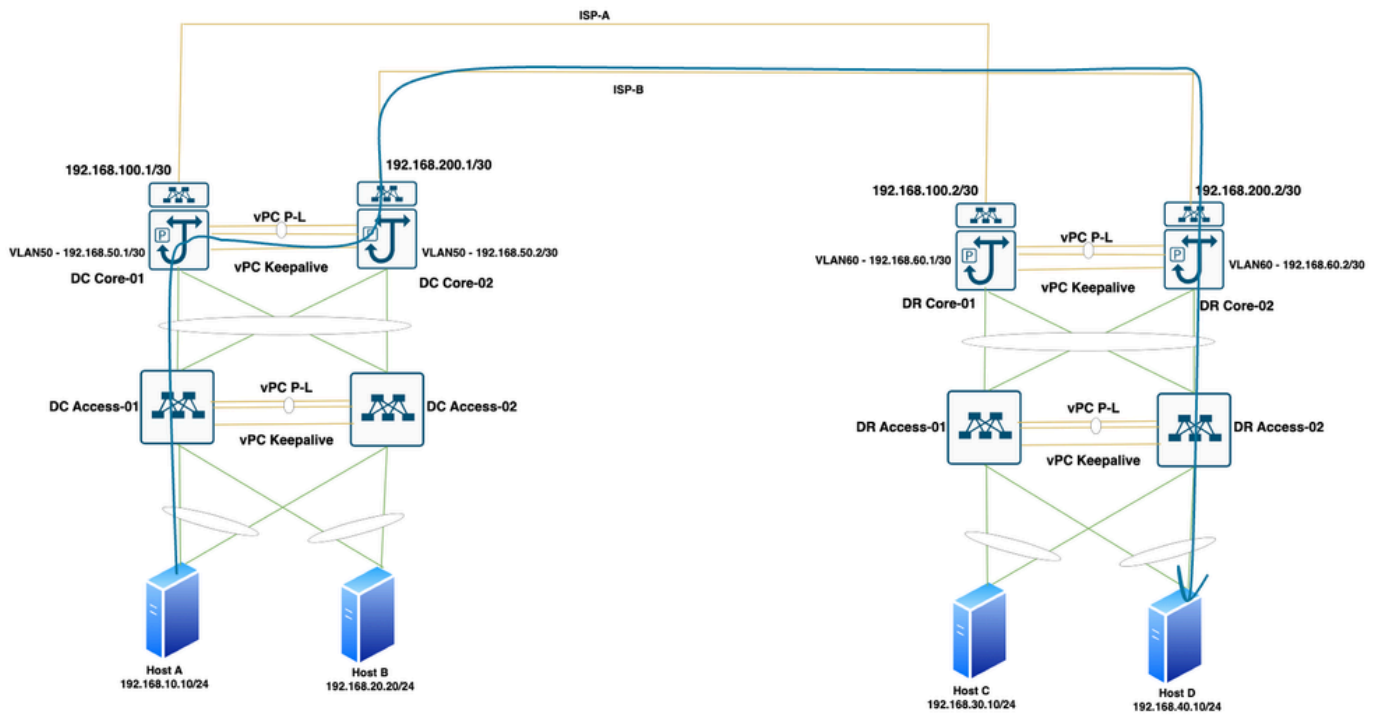 ISP-A
ISP-B
192.168.100.1/30
192.168.200.1/30
192.168.100.2/30
192.168.200.2/30
P
vPC P-L
P
VLAN50 - 192.168.50.1/30
VLAN50 - 192.168.50.2/30
vPC Keepalive
DC Core-01
DC Core-02
P
vPC P-L
P
VLAN60 - 192.168.60.1/30
VLAN60 - 192.168.60.2/30
vPC Keepalive
DR Core-01
DR Core-02
vPC P-L
DC Access-01
DC Access-02
vPC Keepalive
vPC P-L
DR Access-01
DR Access-02
vPC Keepalive
Host A
192.168.10.10/24
Host B
192.168.20.20/24
Host C
192.168.30.10/24
Host D
192.168.40.10/24